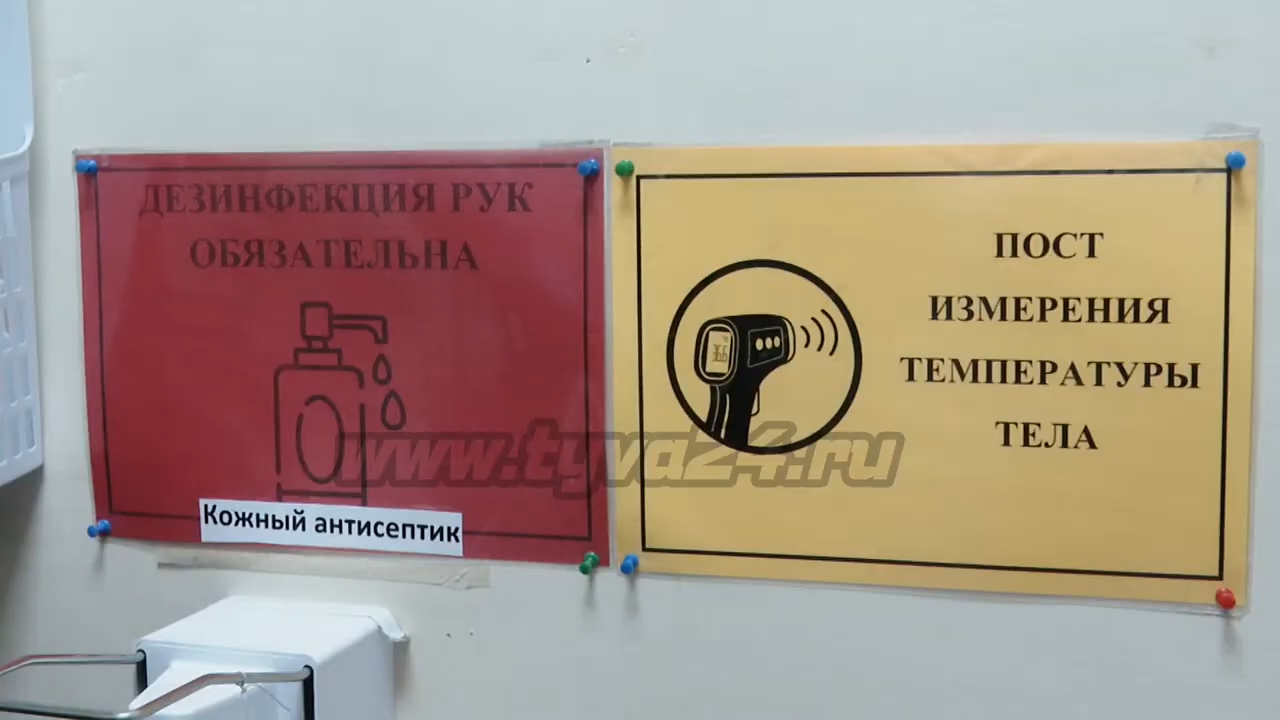 ДЕЗИНФЕКЦИЯ РУК
ОБЯЗАТЕЛЬНА
Кожный антисептик
ПОСТ
ИЗМЕРЕНИЯ
ТЕМПЕРАТУРЫ
ТЕЛА
www.tyva24.ru